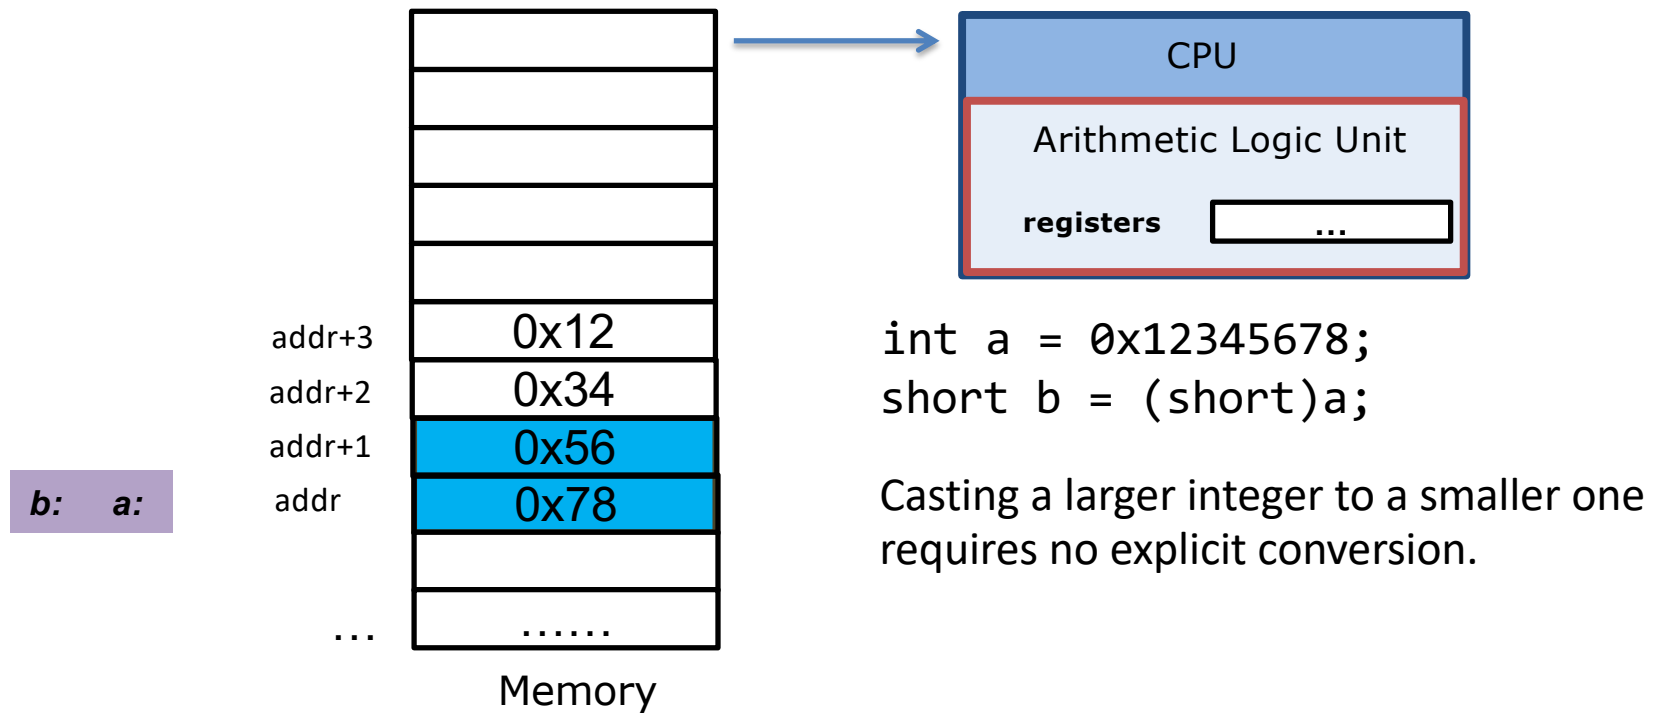 CPU
Arithmetic Logic Unit
registers ...
addr+3 0x12
addr+2 0x34
addr+1 0x56
b: a: addr 0x78
... ......
Memory
int a = 0x12345678;
short b = (short)a;
Casting a larger integer to a smaller one
requires no explicit conversion.